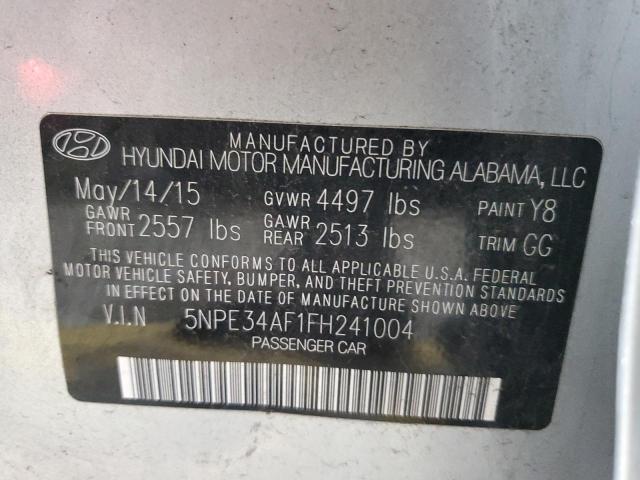 MANUFACTURED BY
HYUNDAI MOTOR MANUFACTURING ALABAMA, LLC
May/14/15 GVWR 4497 lbs PAINT Y8
GAWR FRONT 2557 lbs GAWR REAR 2513 lbs TRIM GG
THIS VEHICLE CONFORMS TO ALL APPLICABLE U.S.A. FEDERAL
MOTOR VEHICLE SAFETY, BUMPER, AND THEFT PREVENTION STANDARDS
IN EFFECT ON THE DATE OF MANUFACTURE SHOWN ABOVE.
V.I.N 5NPE34AF1FH241004
PASSENGER CAR